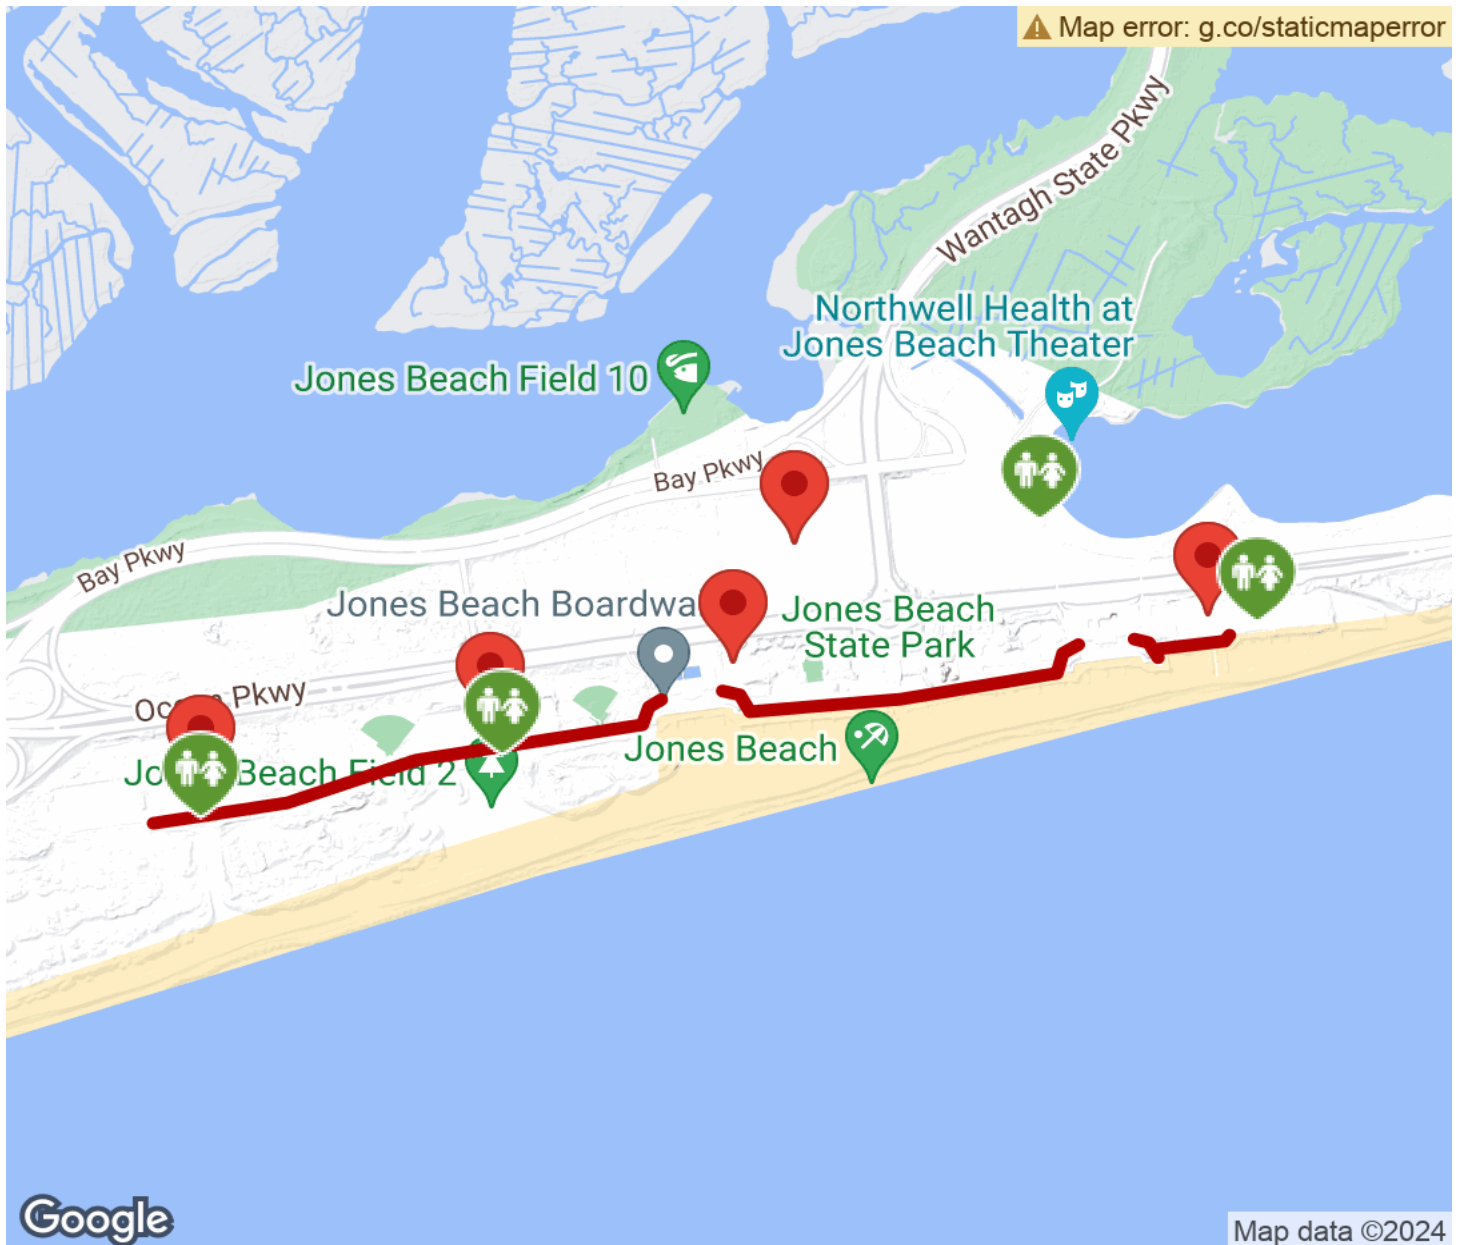 Map error: g.co/staticmaperror
Wantagh State Pkwy
Northwell Health at
Jones Beach Theater
Jones Beach Field 10
Bay Pkwy
Bay Pkwy
Jones Beach Boardwa
Jones Beach
State Park
Pkwy
Jones Beach
Beach Field 2
Google
Map data ©2024